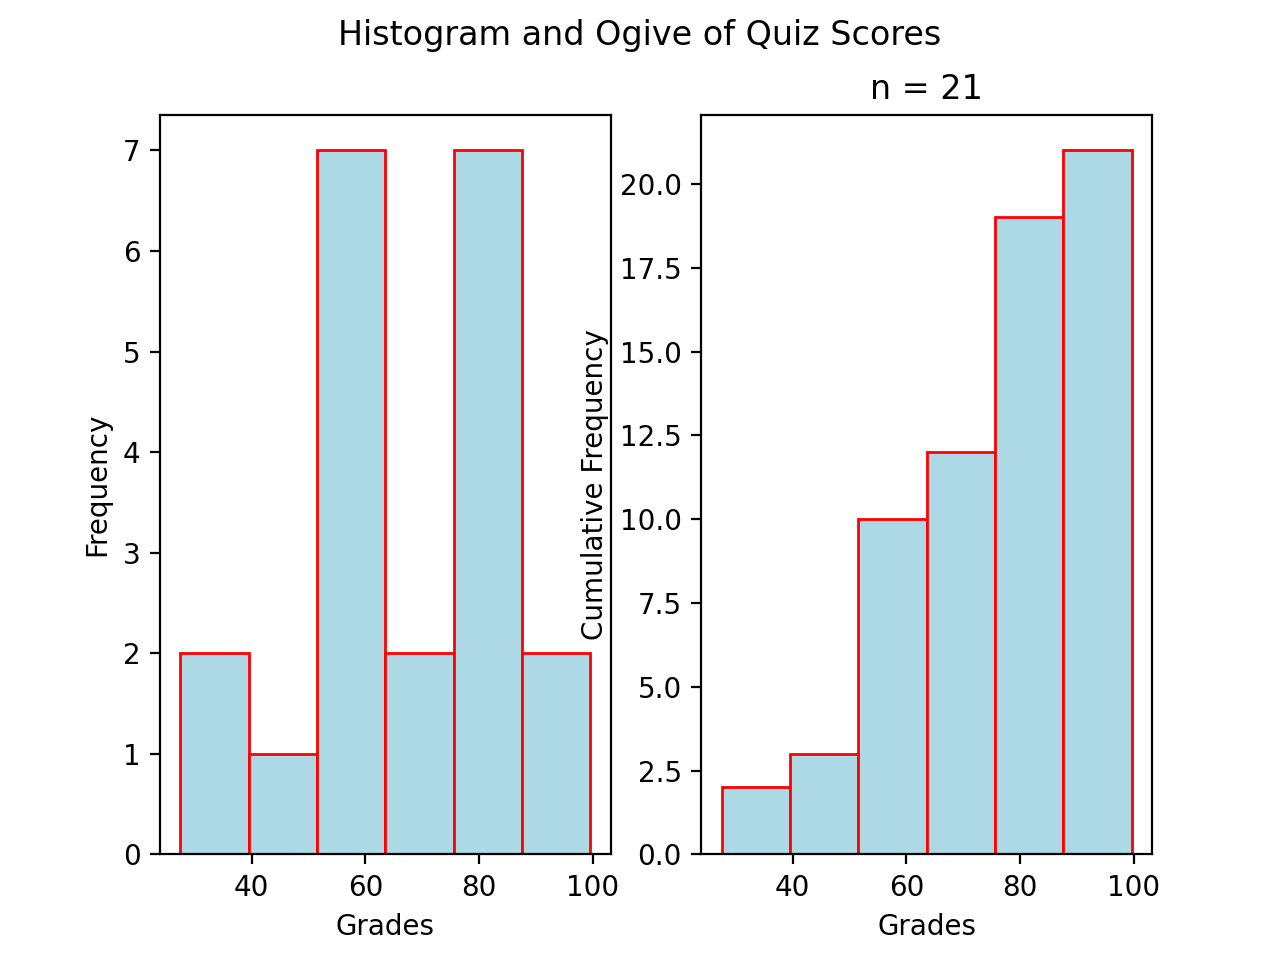 Histogram and Ogive of Quiz Scores
n = 21
Frequency
7
6
5
4
3
2
1
0
40 60 80 100
Grades
Cumulative Frequency
20.0
17.5
15.0
12.5
10.0
7.5
5.0
2.5
0.0
40 60 80 100
Grades